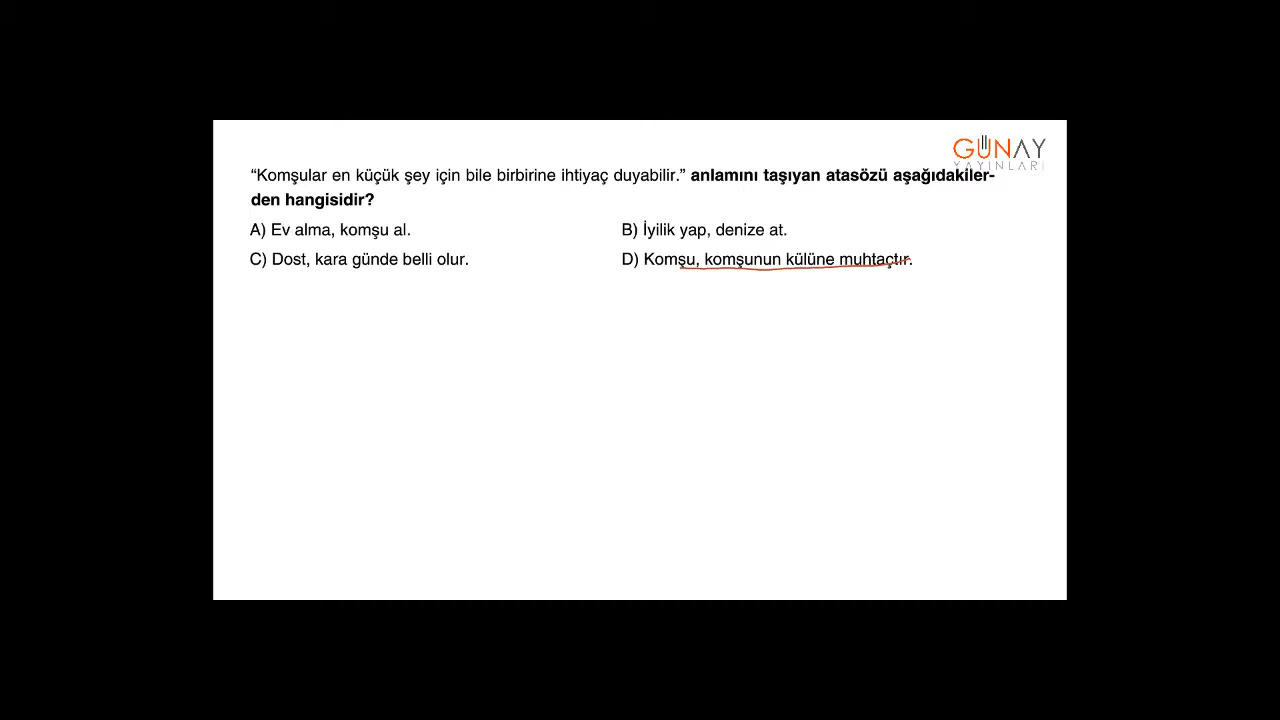 GÜNAY
YAYINLARI
“Komşular en küçük şey için bile birbirine ihtiyaç duyabilir.” anlamını taşıyan atasözü aşağıdakiler-
den hangisidir?
A) Ev alma, komşu al. B) İyilik yap, denize at.
C) Dost, kara günde belli olur. D) Komşu, komşunun külüne muhtaçtır.